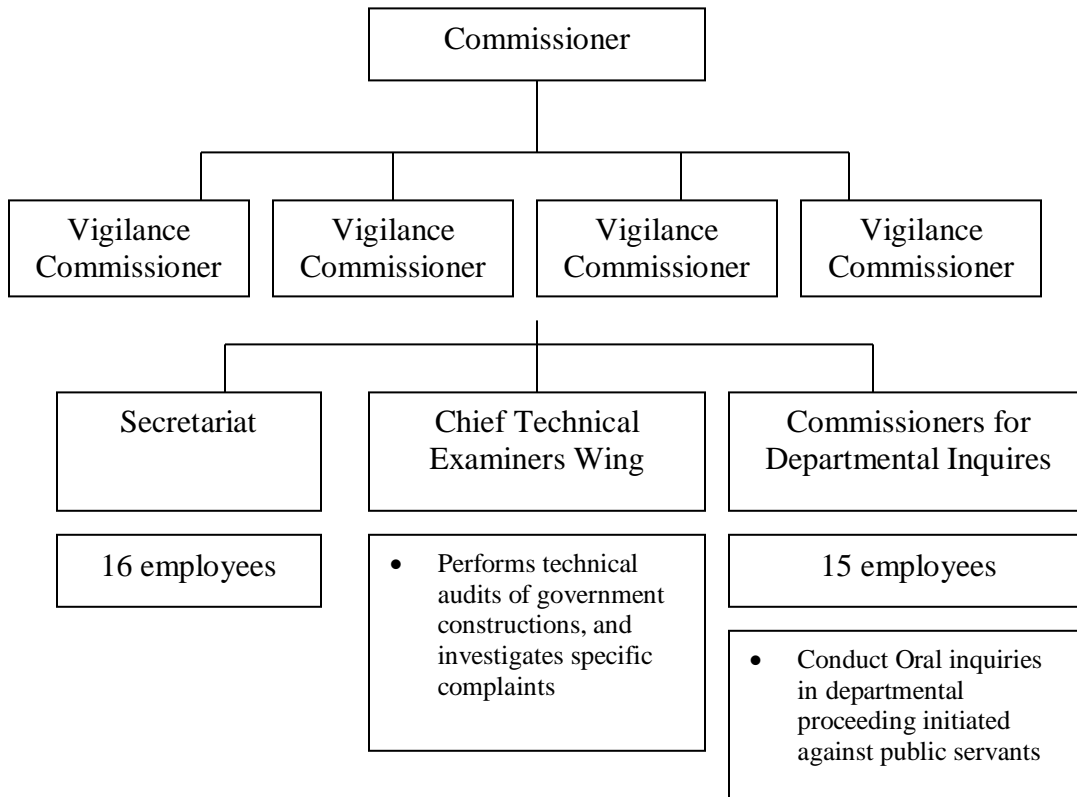 Commissioner
Vigilance
Commissioner
Vigilance
Commissioner
Vigilance
Commissioner
Vigilance
Commissioner
Secretariat
Chief Technical
Examiners Wing
Commissioners for
Departmental Inquires
16 employees
• Performs technical
audits of government
constructions, and
investigates specific
complaints
15 employees
• Conduct Oral inquiries
in departmental
proceeding initiated
against public servants